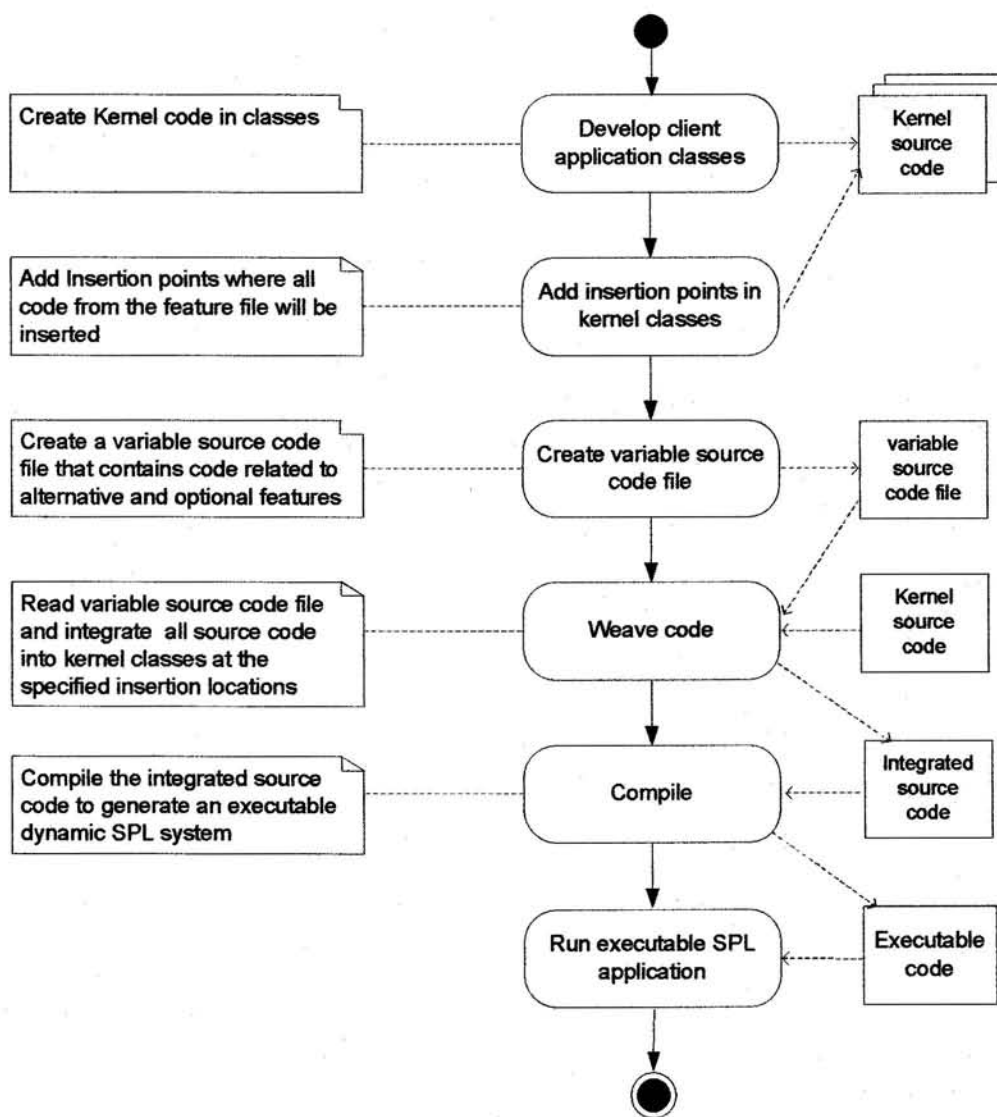 Create Kernel code in classes
Develop client
application classes
Kernel
source
code
Add Insertion points where all
code from the feature file will be
inserted
Add insertion points in
kernel classes
Create a variable source code
file that contains code related to
alternative and optional features
Create variable source
code file
variable
source
code file
Read variable source code file
and integrate all source code
into kernel classes at the
specified insertion locations
Weave code
Kernel
source
code
Compile the integrated source
code to generate an executable
dynamic SPL system
Compile
Integrated
source
code
Run executable SPL
application
Executable
code